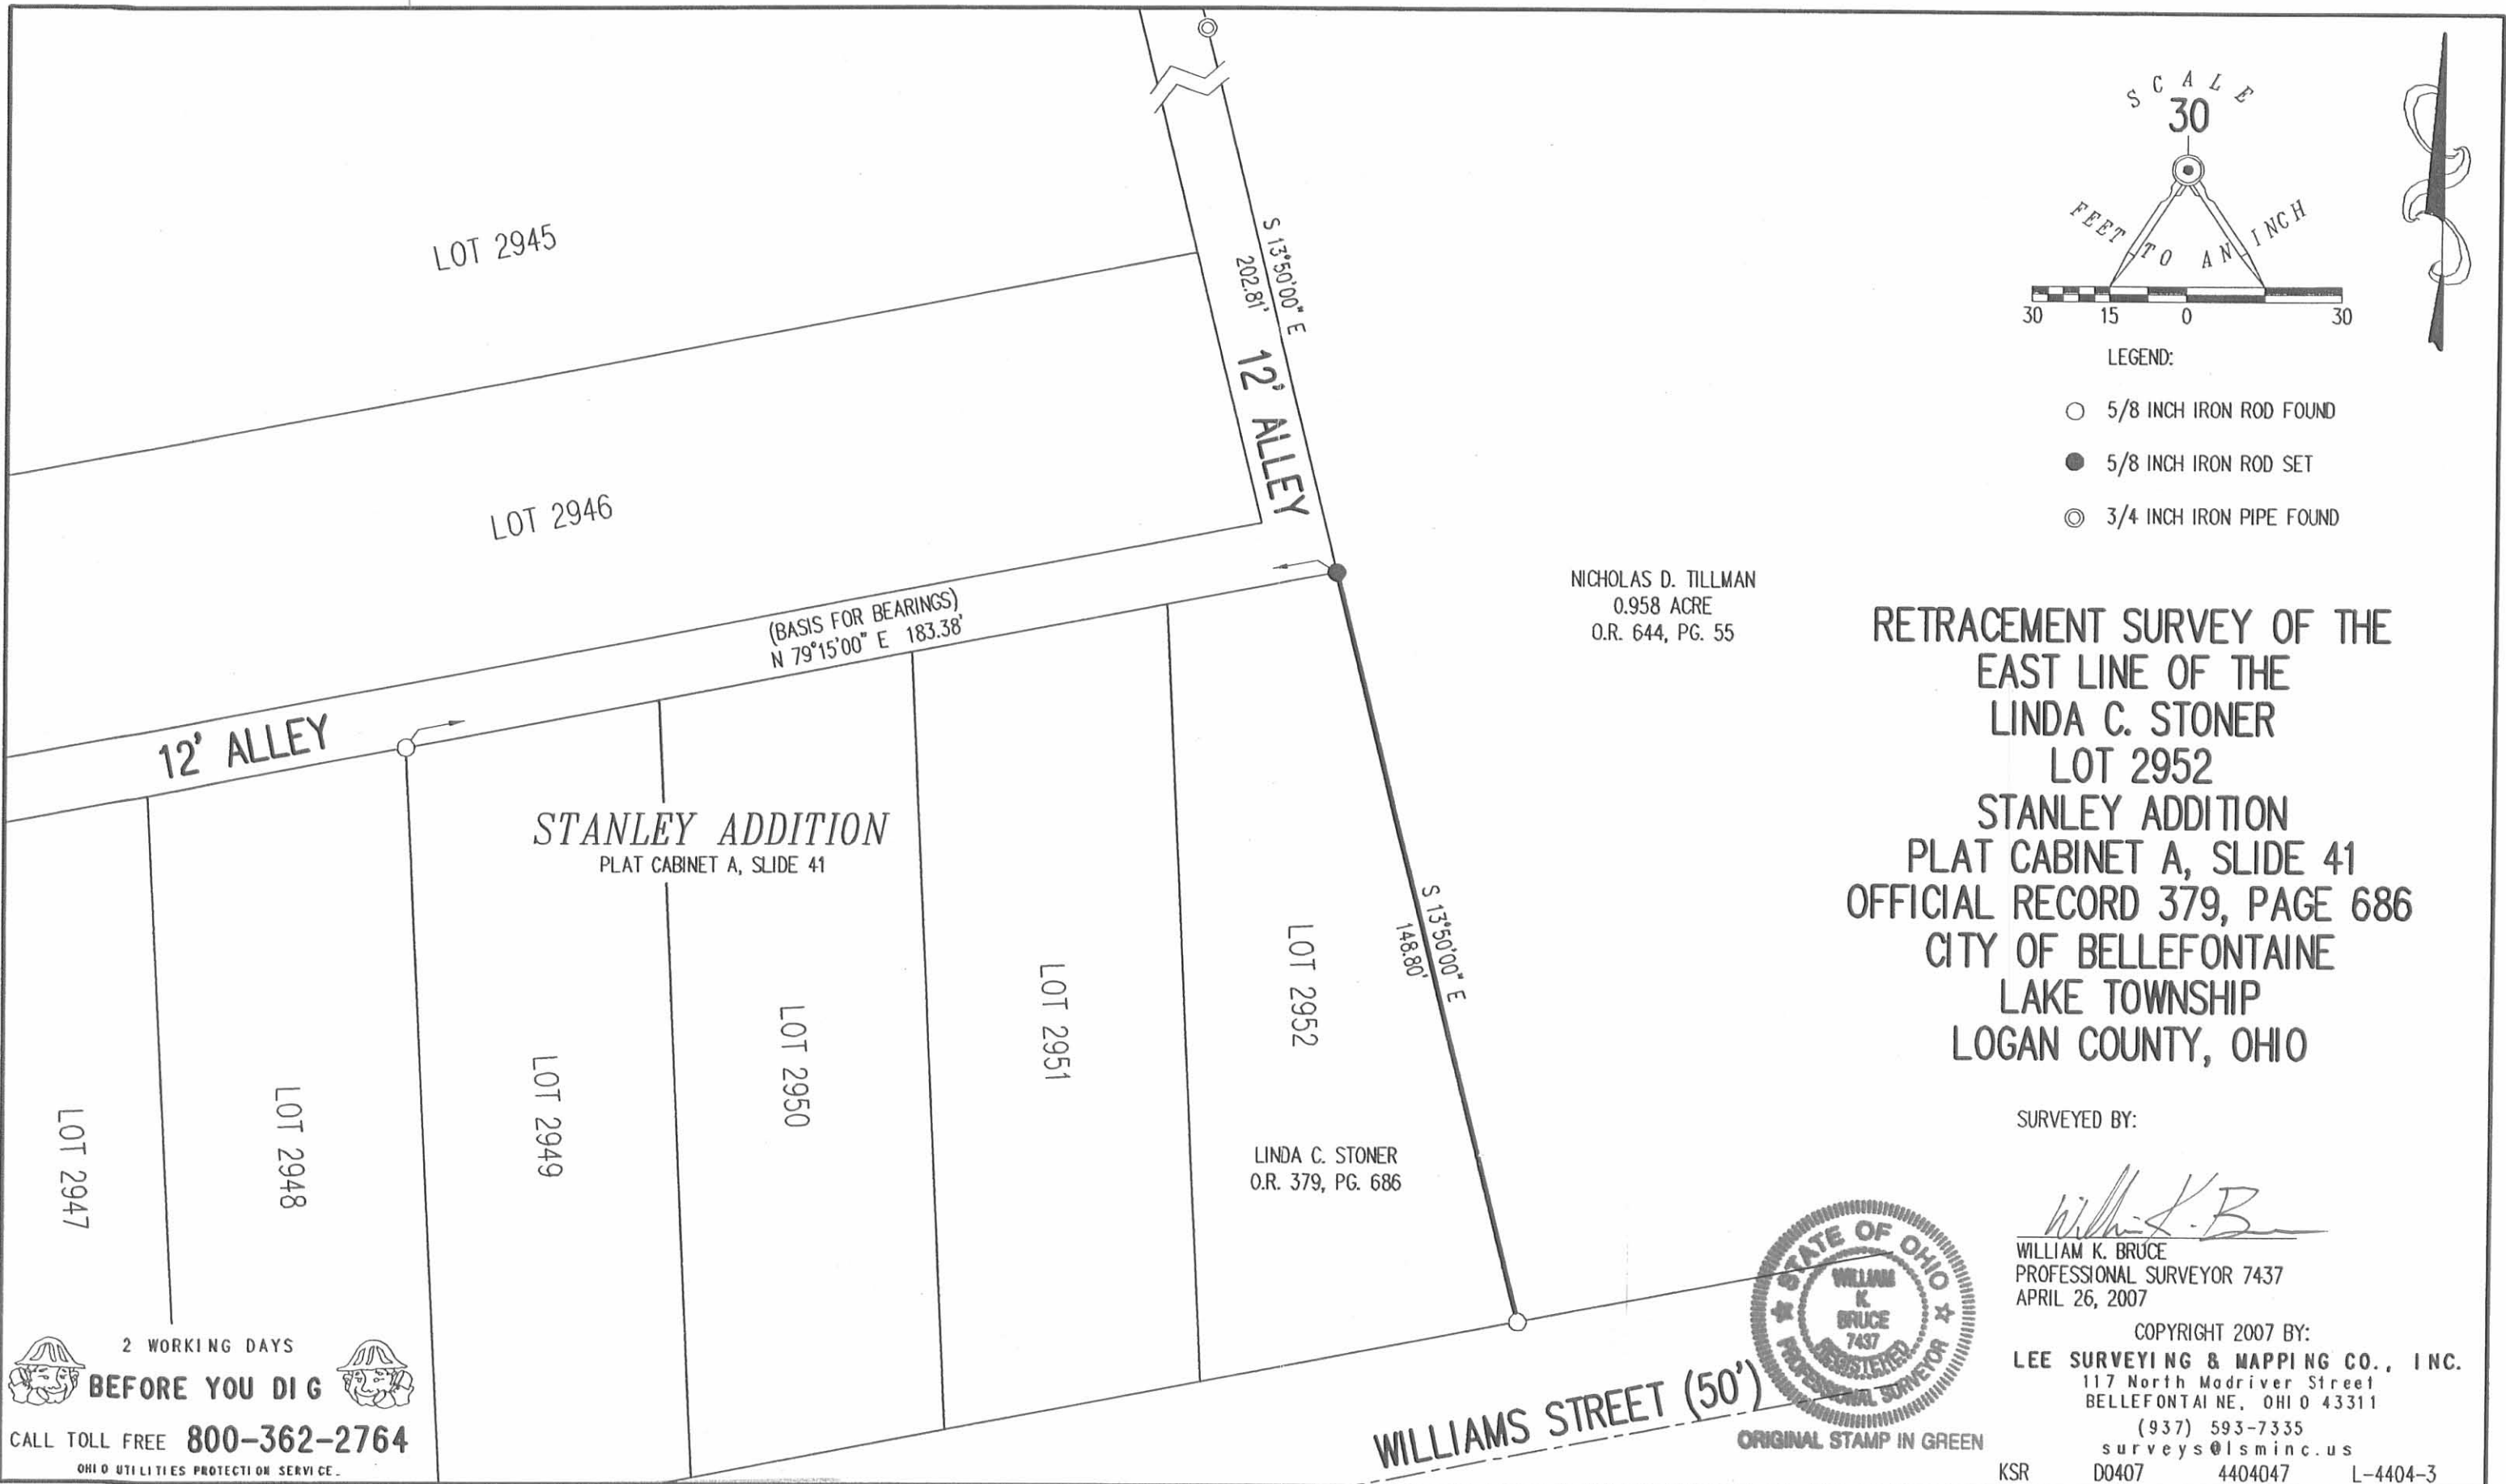 SCALE
30
FEET TO AN INCH
30 15 0 30
LEGEND:
5/8 INCH IRON ROD FOUND
5/8 INCH IRON ROD SET
3/4 INCH IRON PIPE FOUND
LOT 2945
S 13°50'00" E
202.81'
12' ALLEY
LOT 2946
(BASIS FOR BEARINGS)
N 79°15'00" E 183.38'
12' ALLEY
NICHOLAS D. TILLMAN
0.958 ACRE
O.R. 644, PG. 55
STANLEY ADDITION
PLAT CABINET A, SLIDE 41
S 13°50'00" E
148.80'
LOT 2947
LOT 2948
LOT 2949
LOT 2950
LOT 2951
LOT 2952
LINDA C. STONER
O.R. 379, PG. 686
RETRACEMENT SURVEY OF THE
EAST LINE OF THE
LINDA C. STONER
LOT 2952
STANLEY ADDITION
PLAT CABINET A, SLIDE 41
OFFICIAL RECORD 379, PAGE 686
CITY OF BELLEFONTAINE
LAKE TOWNSHIP
LOGAN COUNTY, OHIO
SURVEYED BY:
William K. Bruce
WILLIAM K. BRUCE
PROFESSIONAL SURVEYOR 7437
APRIL 26, 2007
COPYRIGHT 2007 BY:
LEE SURVEYING & MAPPING CO., INC.
117 North Madriver Street
BELLEFONTAINE, OHIO 43311
(937) 593-7335
surveys@lsminc.us
KSR D0407 4404047 L-4404-3
STATE OF OHIO
WILLIAM
K.
BRUCE
7437
REGISTERED
PROFESSIONAL SURVEYOR
ORIGINAL STAMP IN GREEN
WILLIAMS STREET (50')
2 WORKING DAYS
BEFORE YOU DIG
CALL TOLL FREE 800-362-2764
OHIO UTILITIES PROTECTION SERVICE.